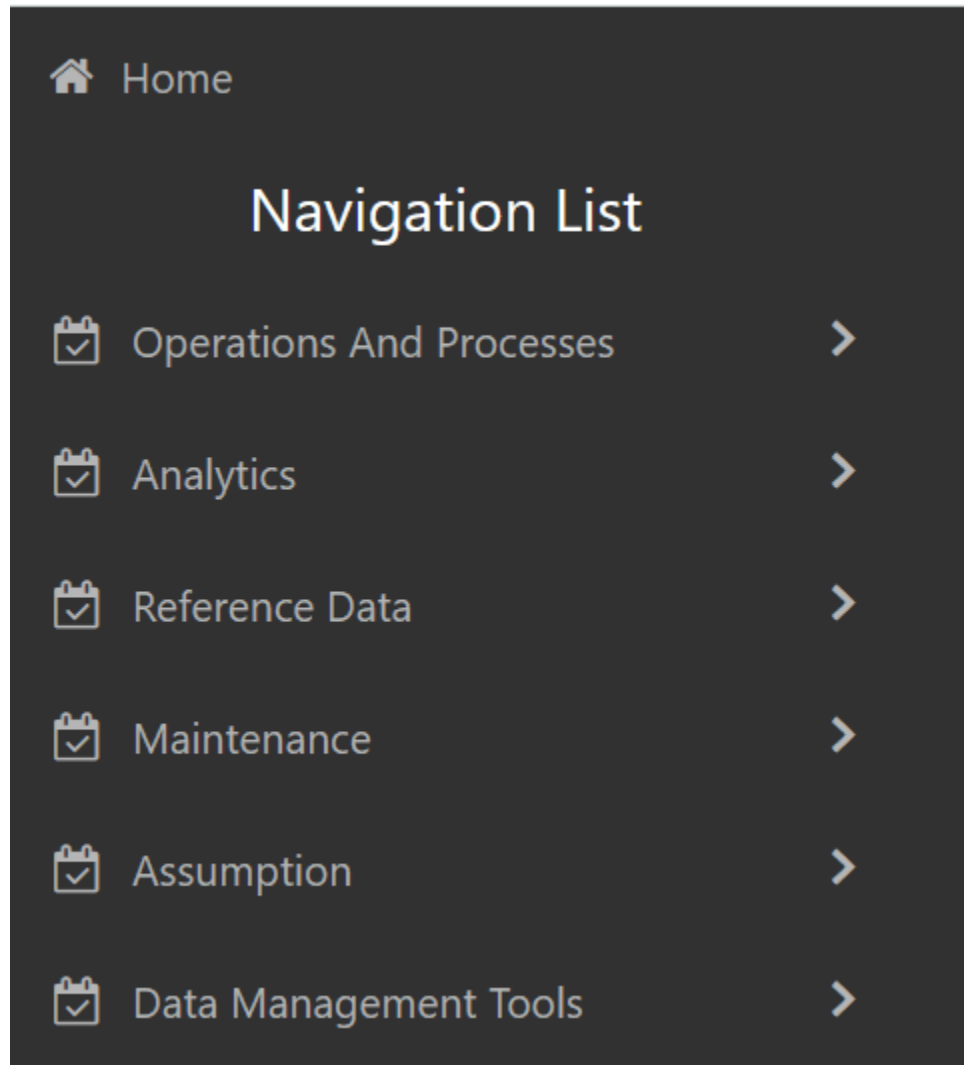 Home
Navigation List
Operations And Processes
Analytics
Reference Data
Maintenance
Assumption
Data Management Tools